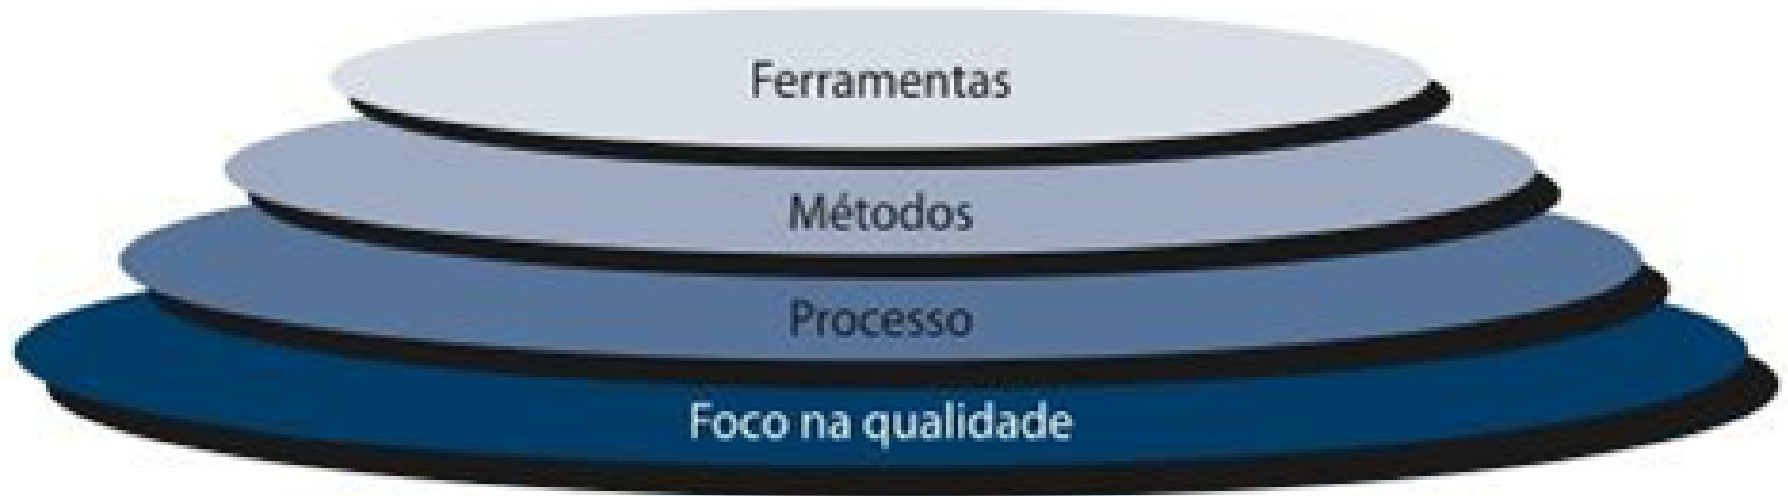 Ferramentas
Métodos
Processo
Foco na qualidade